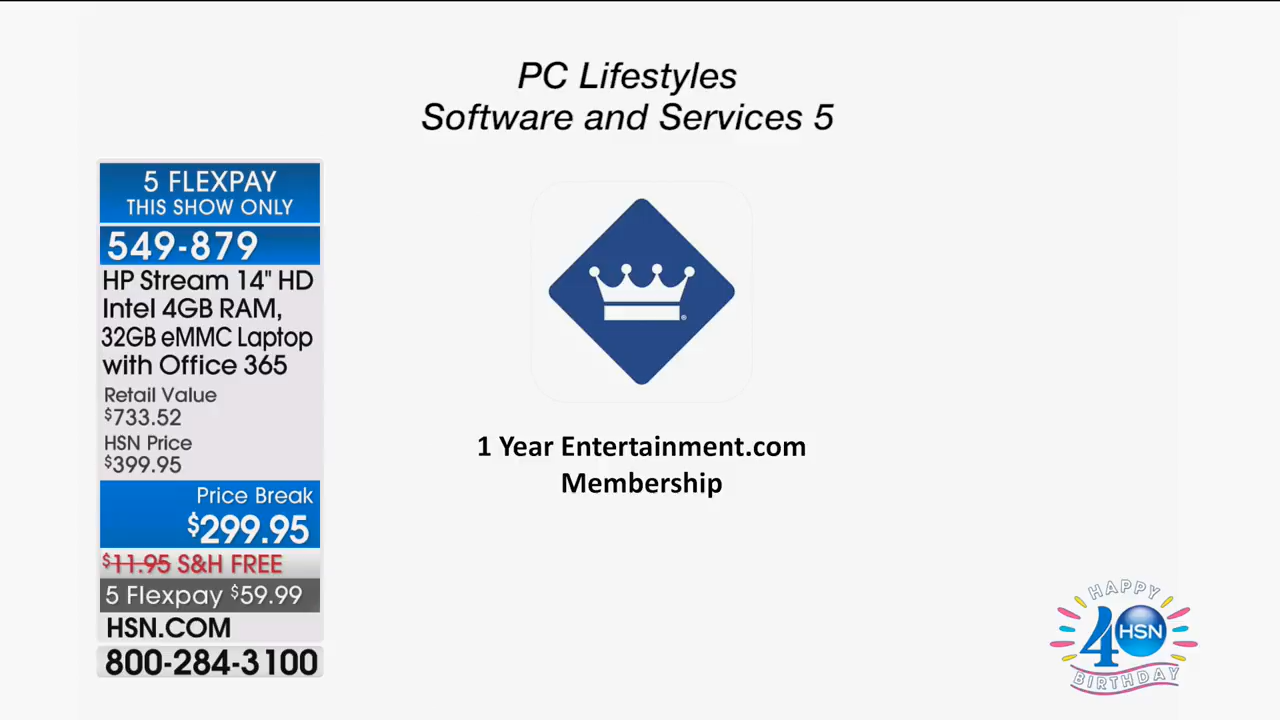 PC Lifestyles
Software and Services 5
5 FLEXPAY
THIS SHOW ONLY
549-879
HP Stream 14" HD
Intel 4GB RAM,
32GB eMMC Laptop
with Office 365
Retail Value
$733.52
HSN Price
$399.95
Price Break
$299.95
$11.95 S&H FREE
5 Flexpay $59.99
HSN.COM
800-284-3100
®
1 Year Entertainment.com
Membership
HAPPY
40 HSN
BIRTHDAY